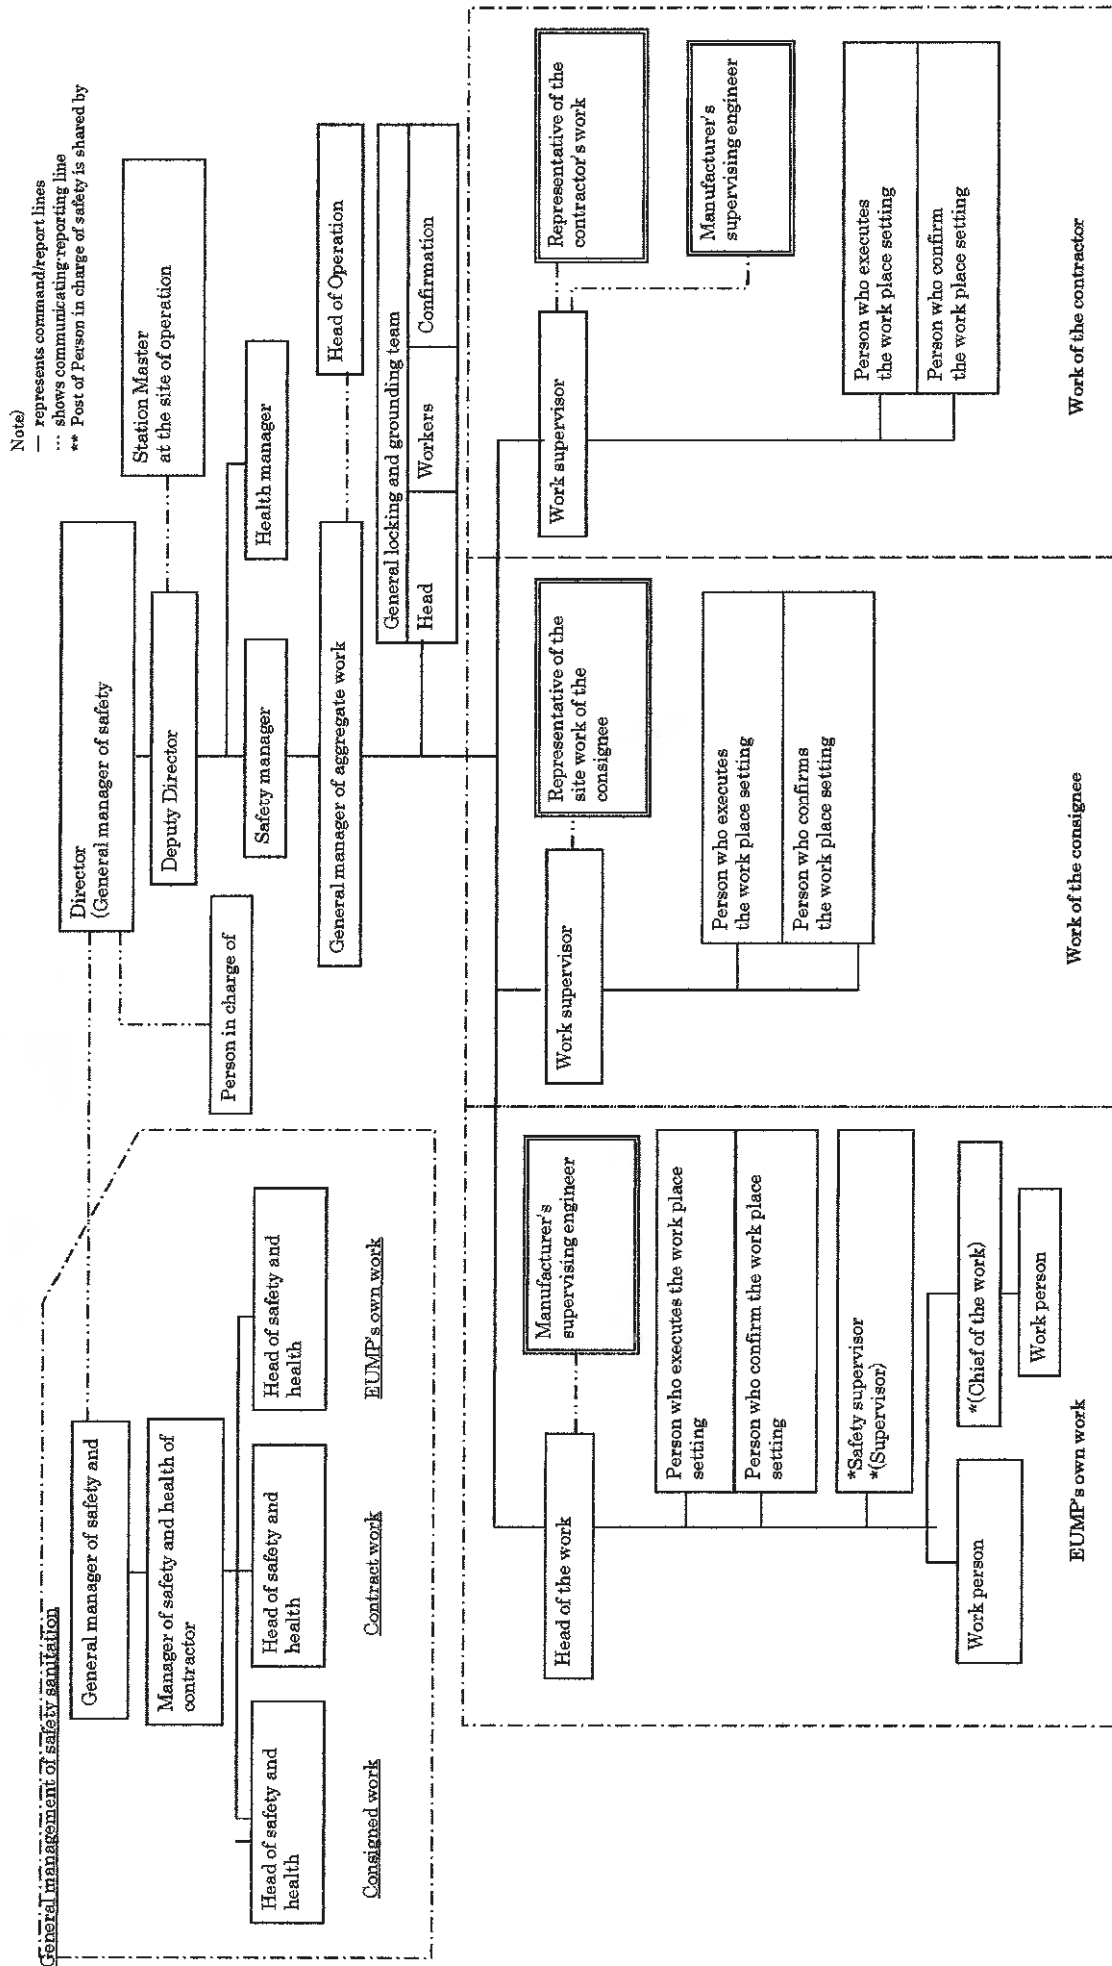 Note)
— represents command/report lines
… shows communicating·reporting line
** Post of Person in charge of safety is shared by
General management of safety sanitation
General manager of safety and
Manager of safety and health of
contractor
Head of safety and
health
Head of safety and
health
Head of safety and
health
Consigned work
Contract work
EUMP's own work
Director
(General manager of safety
Person in charge of
Deputy Director
Station Master
at the site of operation
Safety manager
Health manager
General manager of aggregate work
Head of Operation
General locking and grounding team
Head
Workers
Confirmation
Head of the work
Manufacturer's
supervising engineer
Person who executes the work place
setting
Person who confirm the work place
setting
*Safety supervisor
*(Supervisor)
Work person
*(Chief of the work)
Work person
EUMP's own work
Work supervisor
Representative of the
site work of the
consignee
Person who executes
the work place setting
Person who confirms
the work place setting
Work of the consignee
Work supervisor
Representative of the
contractor's work
Manufacturer's
supervising engineer
Person who executes
the work place setting
Person who confirm
the work place setting
Work of the contractor